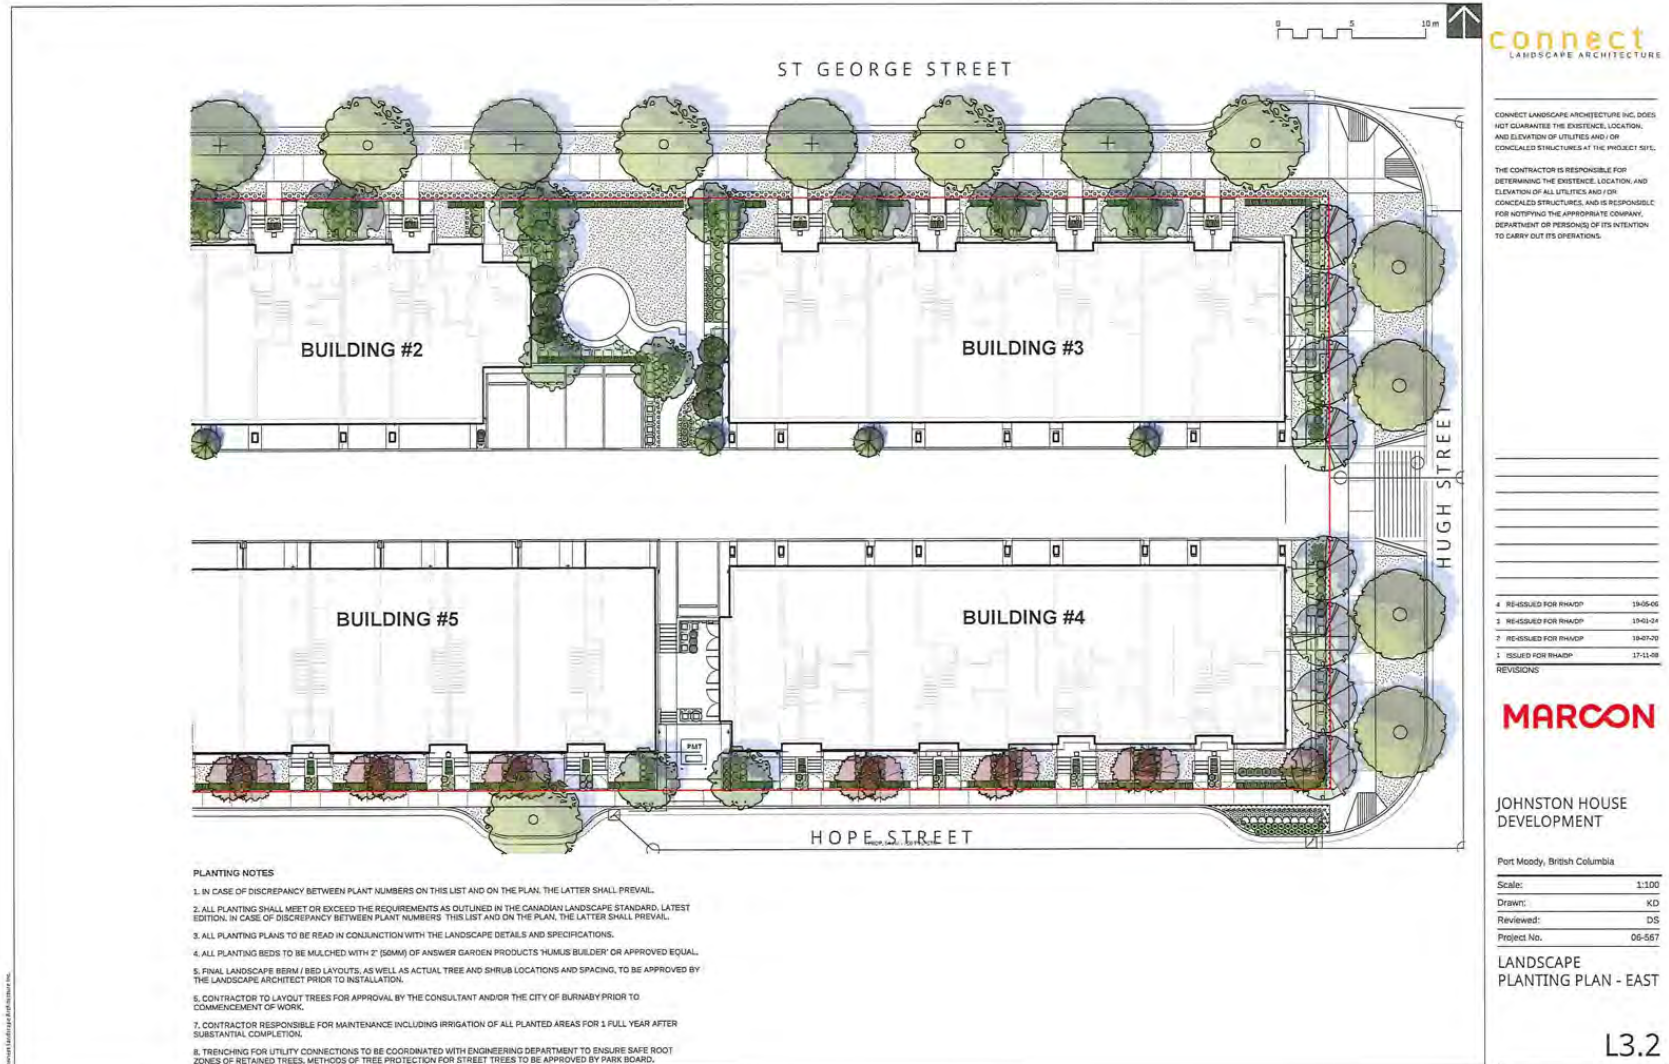 0 5 10 m
connect
LANDSCAPE ARCHITECTURE
ST GEORGE STREET
CONNECT LANDSCAPE ARCHITECTURE INC. DOES
NOT GUARANTEE THE EXISTENCE, LOCATION,
AND ELEVATION OF UTILITIES AND / OR
CONCEALED STRUCTURES AT THE PROJECT SITE.
THE CONTRACTOR IS RESPONSIBLE FOR
DETERMINING THE EXISTENCE, LOCATION, AND
ELEVATION OF ALL UTILITIES AND / OR
CONCEALED STRUCTURES, AND IS RESPONSIBLE
FOR NOTIFYING THE APPROPRIATE COMPANY,
DEPARTMENT OR PERSON(S) OF ITS INTENTION
TO CARRY OUT ITS OPERATIONS.
BUILDING #2
BUILDING #3
HUGH STREET
BUILDING #5
BUILDING #4
PMT
HOPE STREET
4 RE-ISSUED FOR RHA/DP 19-05-06
3 RE-ISSUED FOR RHA/DP 19-01-24
2 RE-ISSUED FOR RHA/DP 18-07-20
1 ISSUED FOR RHA/DP 17-11-08
REVISIONS
MARCON
JOHNSTON HOUSE
DEVELOPMENT
Port Moody, British Columbia
Scale: 1:100
Drawn: KD
Reviewed: DS
Project No. 06-567
LANDSCAPE
PLANTING PLAN - EAST
L3.2
PLANTING NOTES
1. IN CASE OF DISCREPANCY BETWEEN PLANT NUMBERS ON THIS LIST AND ON THE PLAN, THE LATTER SHALL PREVAIL.
2. ALL PLANTING SHALL MEET OR EXCEED THE REQUIREMENTS AS OUTLINED IN THE CANADIAN LANDSCAPE STANDARD, LATEST
EDITION. IN CASE OF DISCREPANCY BETWEEN PLANT NUMBERS THIS LIST AND ON THE PLAN, THE LATTER SHALL PREVAIL.
3. ALL PLANTING PLANS TO BE READ IN CONJUNCTION WITH THE LANDSCAPE DETAILS AND SPECIFICATIONS.
4. ALL PLANTING BEDS TO BE MULCHED WITH 2" (50MM) OF ANSWER GARDEN PRODUCTS 'HUMUS BUILDER' OR APPROVED EQUAL.
5. FINAL LANDSCAPE BERM / BED LAYOUTS, AS WELL AS ACTUAL TREE AND SHRUB LOCATIONS AND SPACING, TO BE APPROVED BY
THE LANDSCAPE ARCHITECT PRIOR TO INSTALLATION.
6. CONTRACTOR TO LAYOUT TREES FOR APPROVAL BY THE CONSULTANT AND/OR THE CITY OF BURNABY PRIOR TO
COMMENCEMENT OF WORK.
7. CONTRACTOR RESPONSIBLE FOR MAINTENANCE INCLUDING IRRIGATION OF ALL PLANTED AREAS FOR 1 FULL YEAR AFTER
SUBSTANTIAL COMPLETION.
8. TRENCHING FOR UTILITY CONNECTIONS TO BE COORDINATED WITH ENGINEERING DEPARTMENT TO ENSURE SAFE ROOT
ZONES OF RETAINED TREES. METHODS OF TREE PROTECTION FOR STREET TREES TO BE APPROVED BY PARK BOARD.